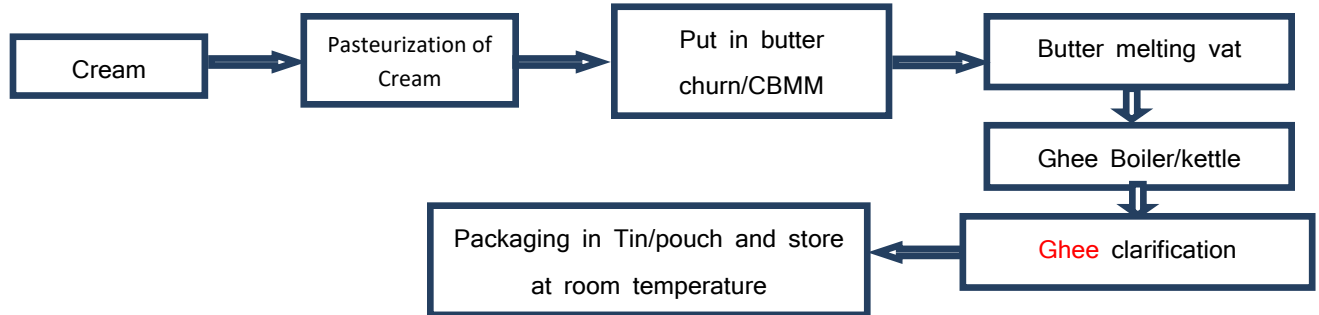 Cream
Pasteurization of
Cream
Put in butter
churn/CBMM
Butter melting vat
Ghee Boiler/kettle
Ghee clarification
Packaging in Tin/pouch and store
at room temperature